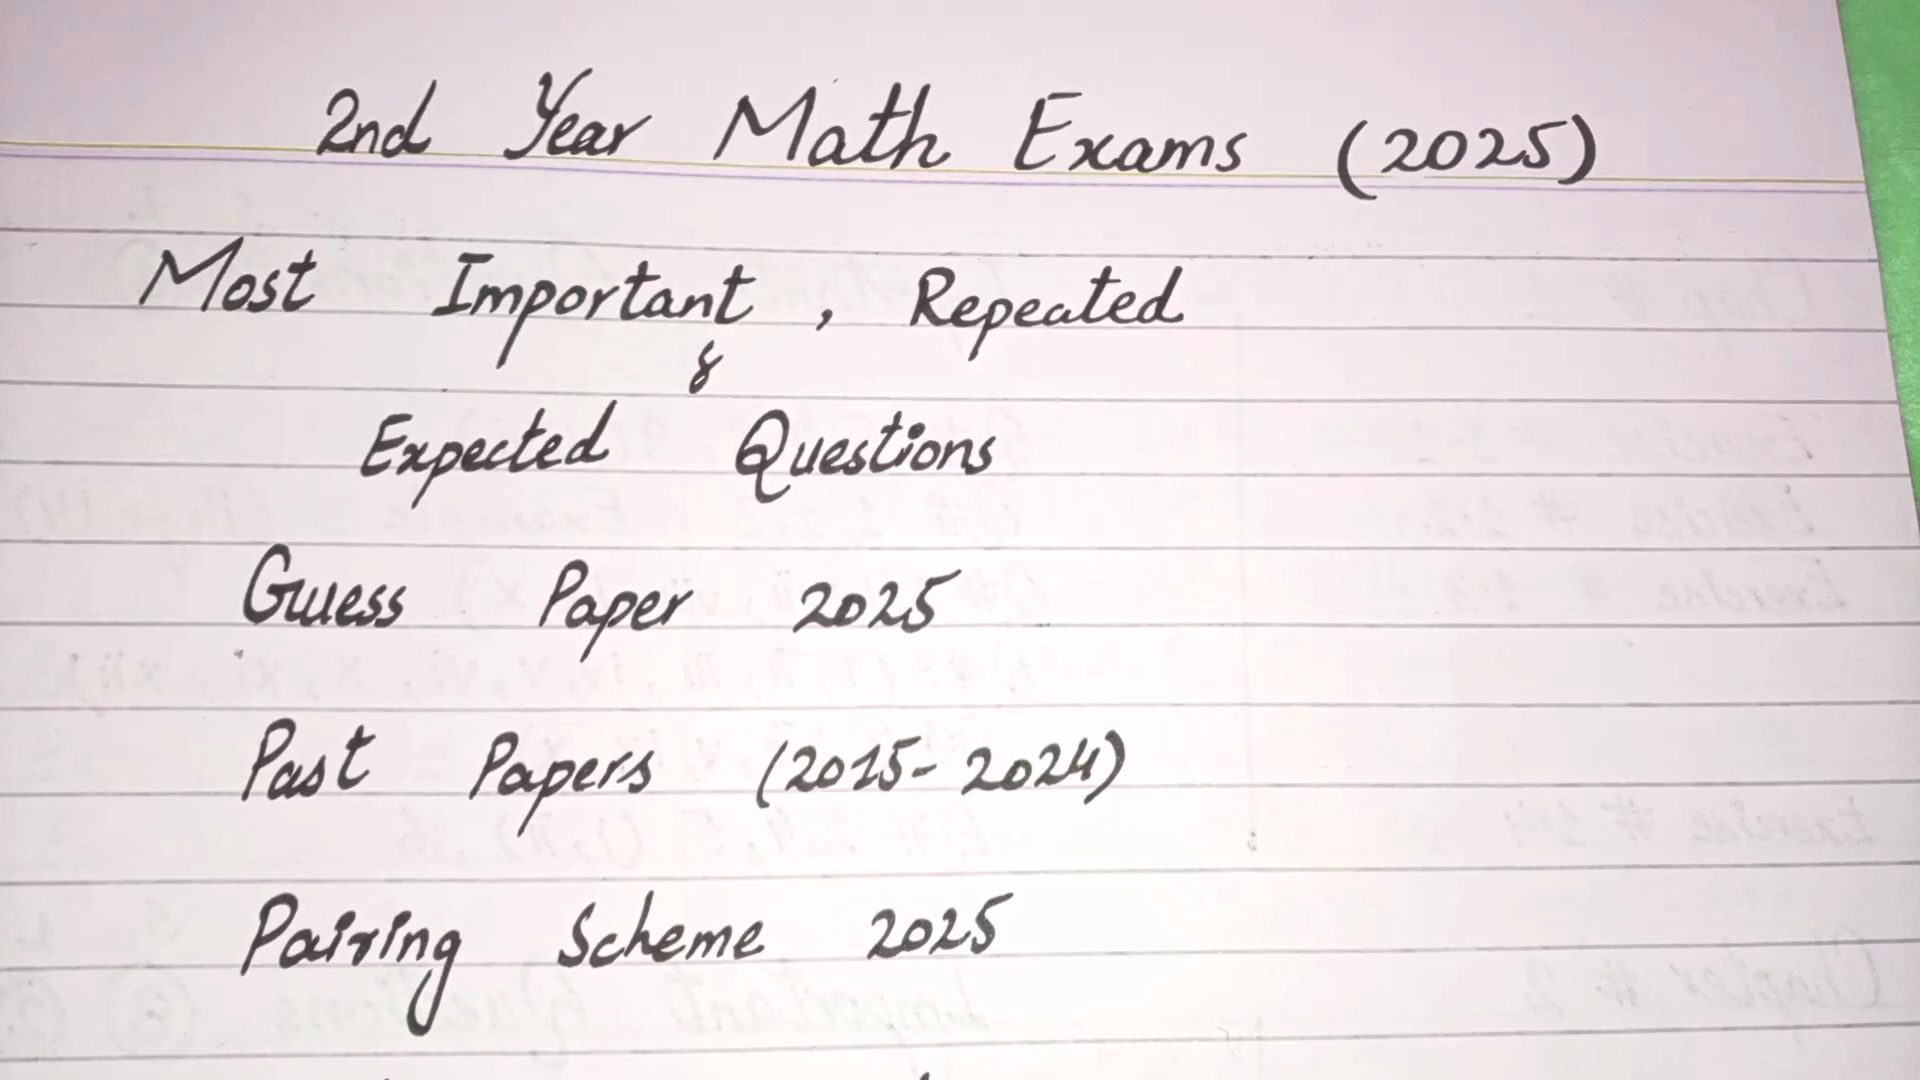 2nd Year Math Exams (2025)
Most Important, Repeated
&
Expected Questions
Guess Paper 2025
Past Papers (2015-2024)
Pairing Scheme 2025